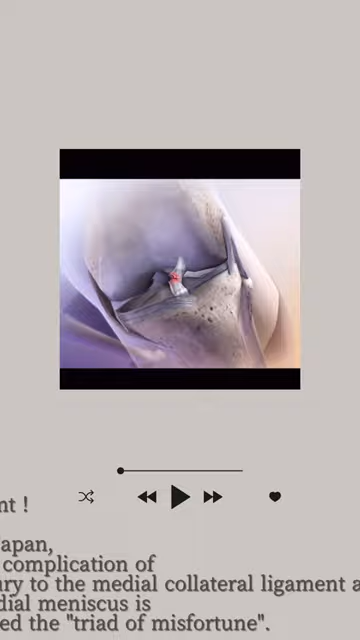 nt !
apan,
complication of
ury to the medial collateral ligament a
dial meniscus is
ed the "triad of misfortune".